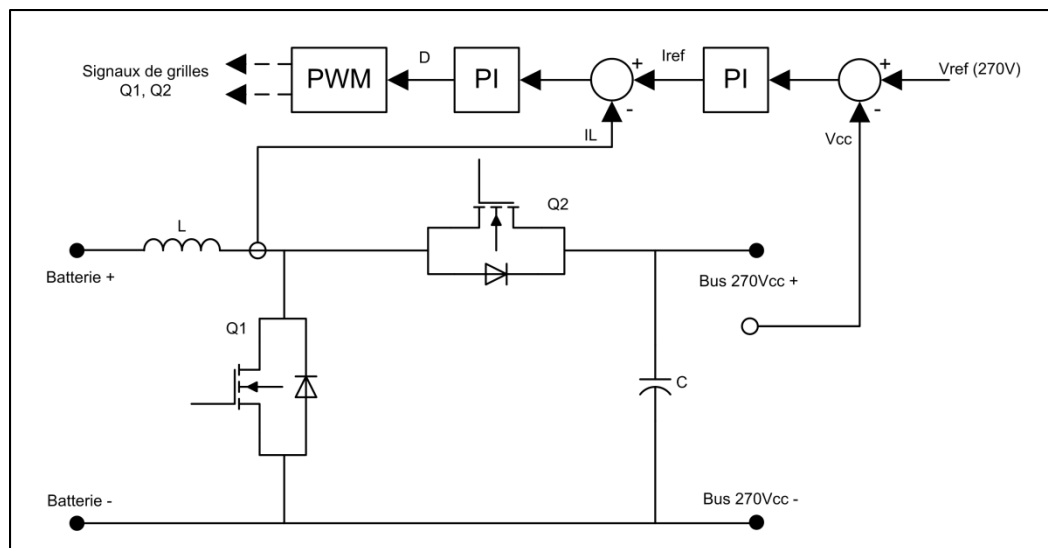 Signaux de grilles
Q1, Q2
PWM
D
PI
+
-
Iref
PI
+
-
Vref (270V)
IL
Vcc
L
Q2
Batterie +
Bus 270Vcc +
Q1
C
Batterie -
Bus 270Vcc -